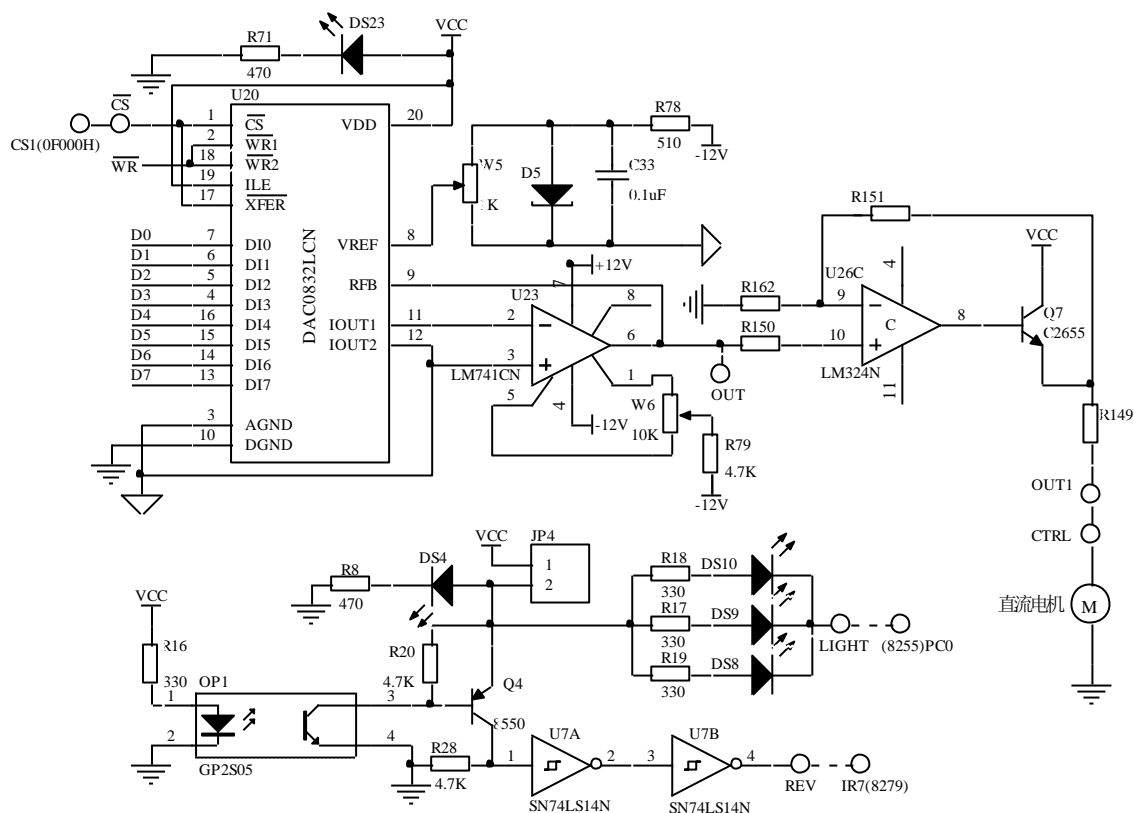 DS23
VCC
R71
470
U20
CS
CS1(0F000H)
WR
1
2
18
19
17
CS
WR1
WR2
ILE
XFER
VDD
20
D0
D1
D2
D3
D4
D5
D6
D7
7
6
5
4
16
15
14
13
DI0
DI1
DI2
DI3
DI4
DI5
DI6
DI7
DAC0832LCN
VREF
8
RFB
9
IOUT1
11
IOUT2
12
3
10
AGND
DGND
W5
1K
D5
C33
0.1uF
R78
510
-12V
+12V
U23
7
8
2
3
6
LM741CN
5
4
1
-12V
W6
10K
R79
4.7K
-12V
OUT
R162
R150
R151
U26C
4
9
10
C
8
LM324N
11
VCC
Q7
C2655
R149
OUT1
CTRL
直流电机
M
VCC
JP4
1
2
DS4
R8
470
VCC
R16
330
OP1
1
2
3
4
GP2S05
R20
4.7K
Q4
8550
R28
4.7K
R18
330
R17
330
R19
330
DS10
DS9
DS8
LIGHT
(8255)PC0
U7A
1
2
SN74LS14N
U7B
3
4
SN74LS14N
REV
IR7(8279)